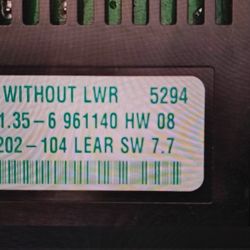 WITHOUT LWR 5294
1.35-6 961140 HW 08
202-104 LEAR SW 7.7